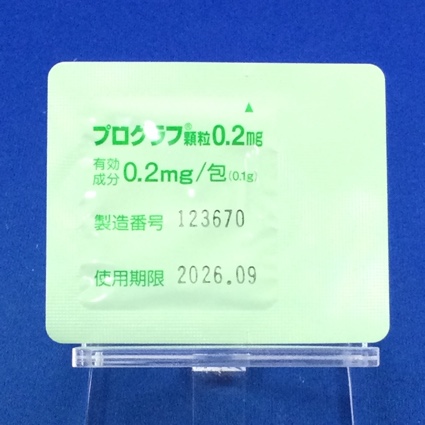 プログラフ®顆粒0.2mg
有効成分 0.2mg/包(0.1g)
製造番号 123670
使用期限 2026.09